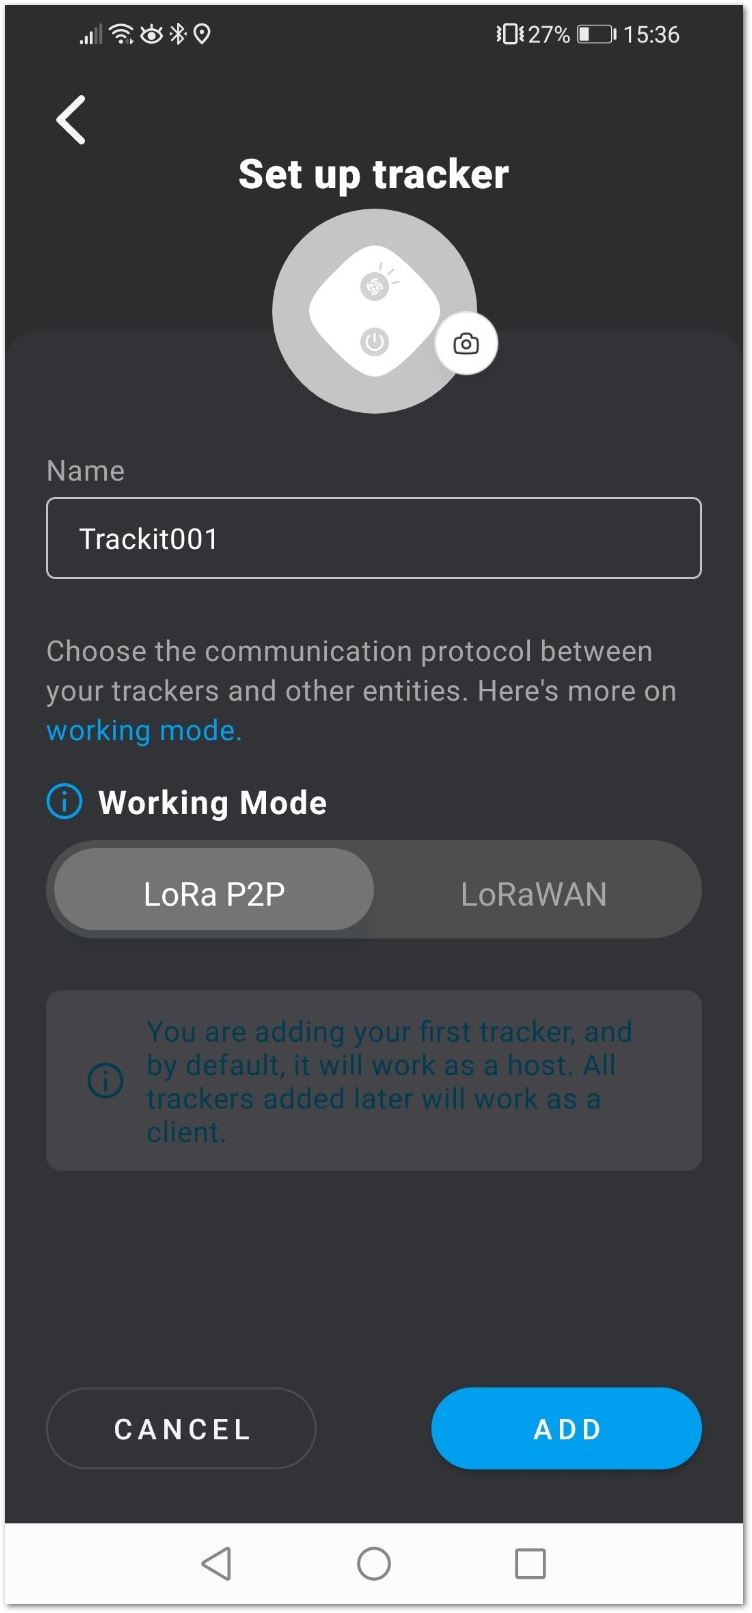 27% 15:36
Set up tracker
Name
Trackit001
Choose the communication protocol between
your trackers and other entities. Here's more on
working mode.
Working Mode
LoRa P2P LoRaWAN
You are adding your first tracker, and
by default, it will work as a host. All
trackers added later will work as a
client.
CANCEL ADD